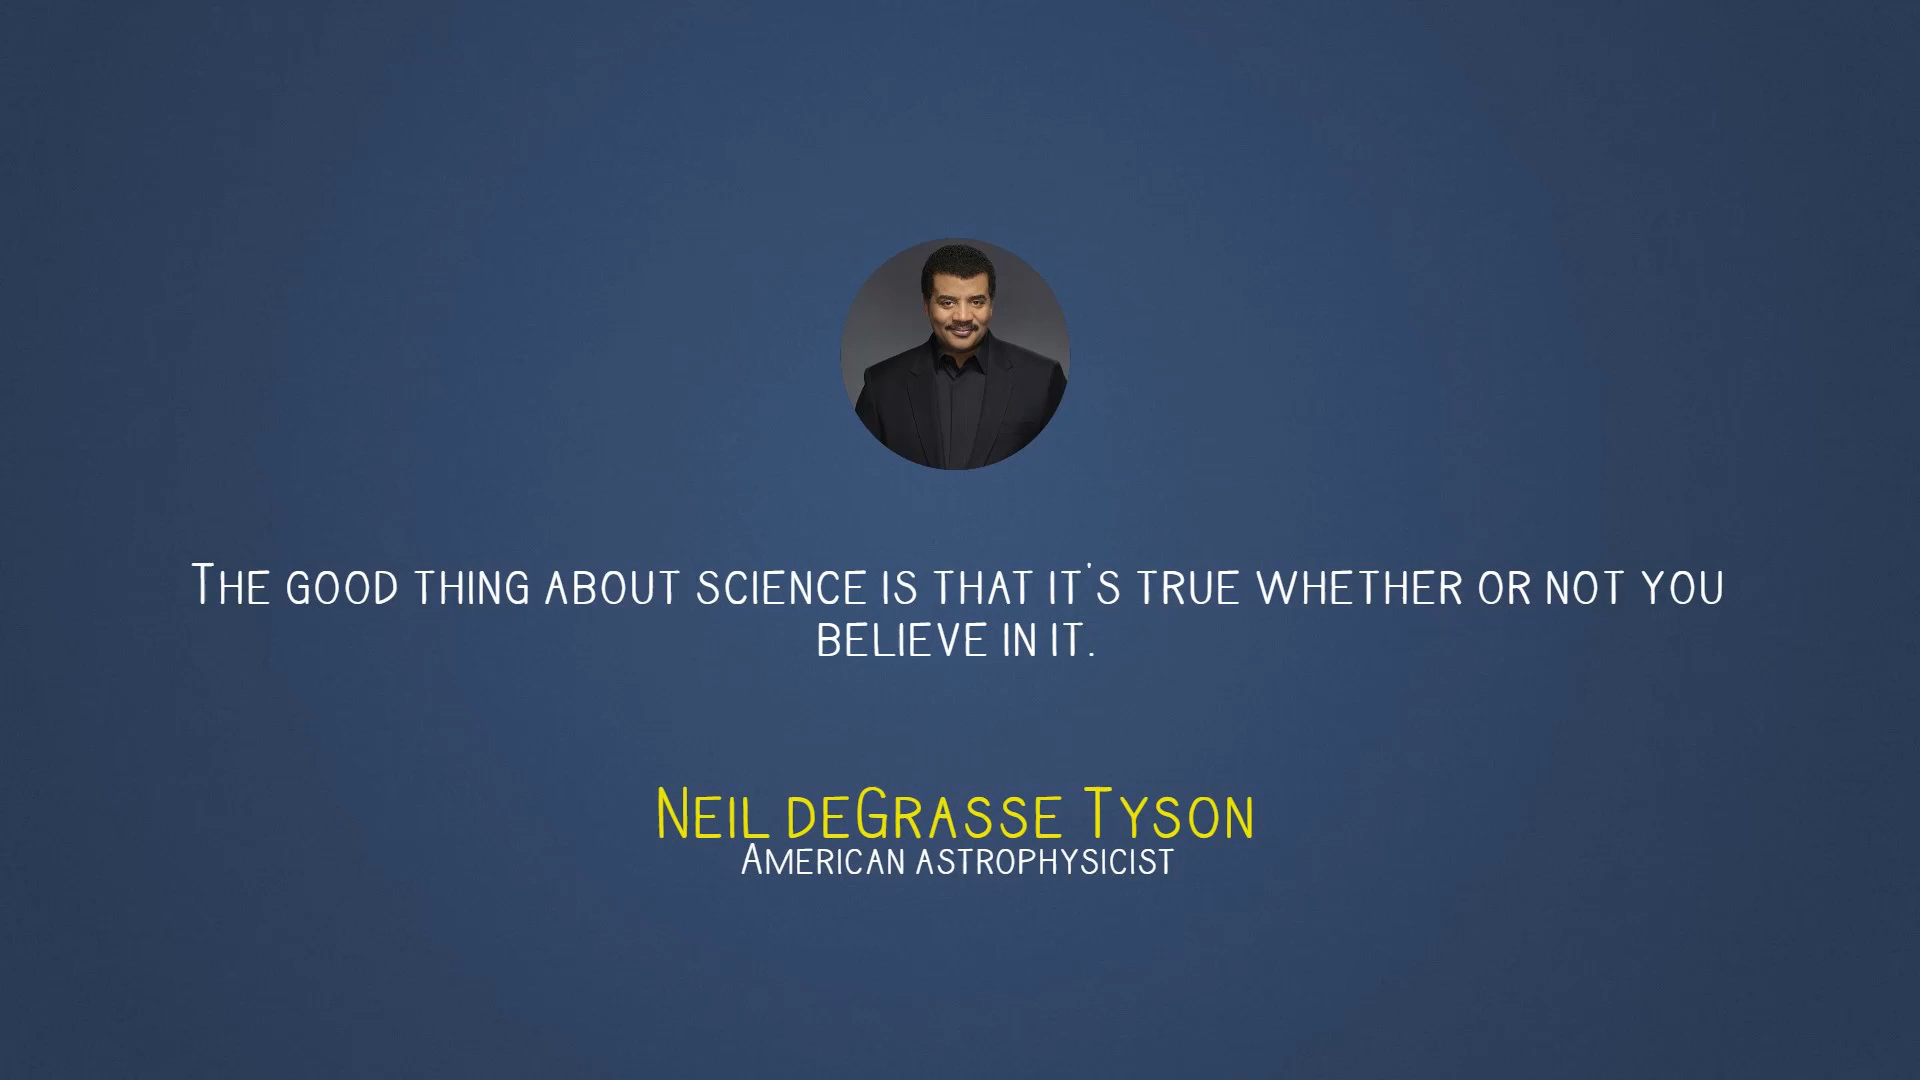 The good thing about science is that it's true whether or not you
believe in it.
Neil deGrasse Tyson
American astrophysicist